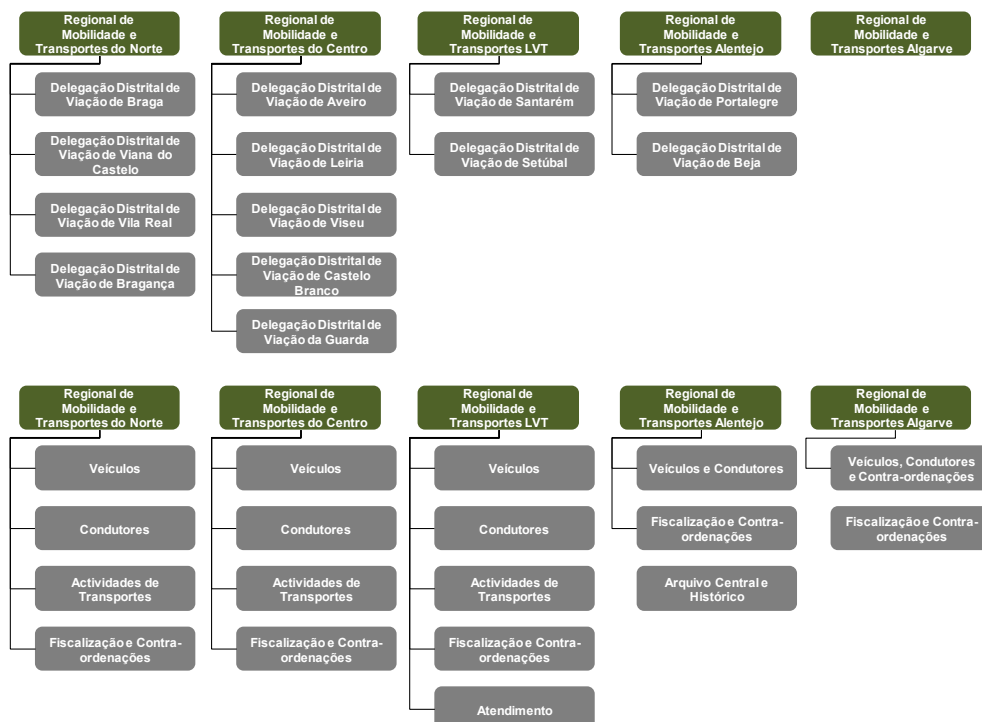 Regional de
Mobilidade e
Transportes do Norte
Delegação Distrital de
Viação de Braga
Delegação Distrital de
Viação de Viana do
Castelo
Delegação Distrital de
Viação de Vila Real
Delegação Distrital de
Viação de Bragança
Regional de
Mobilidade e
Transportes do Centro
Delegação Distrital de
Viação de Aveiro
Delegação Distrital de
Viação de Leiria
Delegação Distrital de
Viação de Viseu
Delegação Distrital de
Viação de Castelo
Branco
Delegação Distrital de
Viação da Guarda
Regional de
Mobilidade e
Transportes LVT
Delegação Distrital de
Viação de Santarém
Delegação Distrital de
Viação de Setúbal
Regional de
Mobilidade e
Transportes Alentejo
Delegação Distrital de
Viação de Portalegre
Delegação Distrital de
Viação de Beja
Regional de
Mobilidade e
Transportes Algarve
Regional de
Mobilidade e
Transportes do Norte
Veículos
Condutores
Actividades de
Transportes
Fiscalização e Contra-
ordenações
Regional de
Mobilidade e
Transportes do Centro
Veículos
Condutores
Actividades de
Transportes
Fiscalização e Contra-
ordenações
Regional de
Mobilidade e
Transportes LVT
Veículos
Condutores
Actividades de
Transportes
Fiscalização e Contra-
ordenações
Atendimento
Regional de
Mobilidade e
Transportes Alentejo
Veículos e Condutores
Fiscalização e Contra-
ordenações
Arquivo Central e
Histórico
Regional de
Mobilidade e
Transportes Algarve
Veículos, Condutores
e Contra-ordenações
Fiscalização e Contra-
ordenações